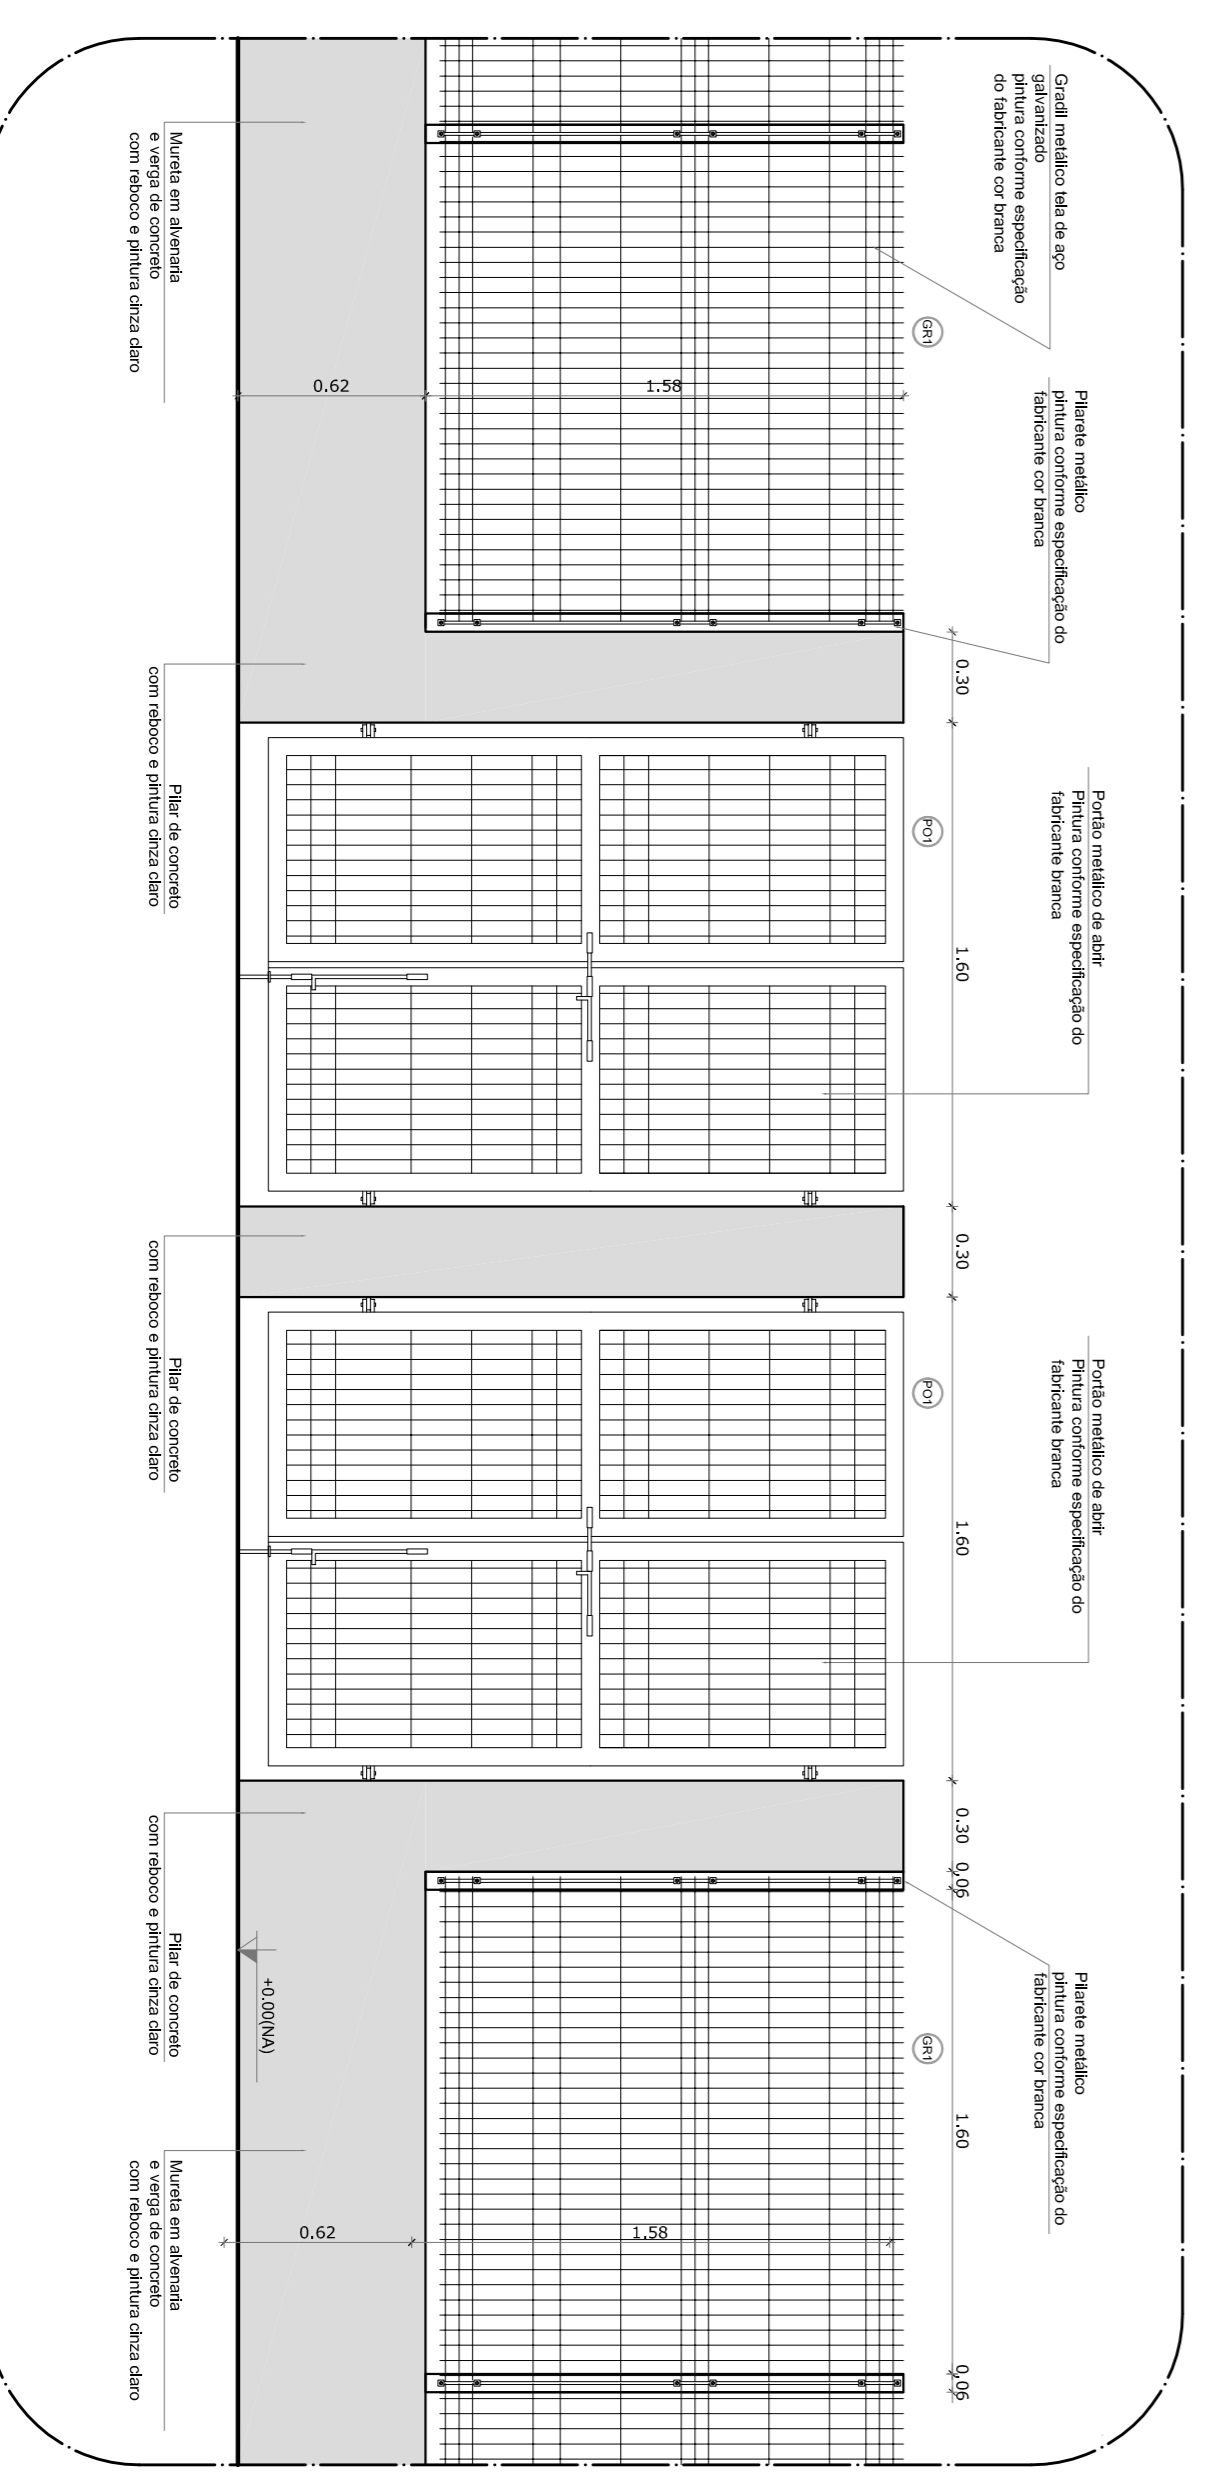 Gradil metálico tela de aço
galvanizado
pintura conforme especificação
do fabricante cor branca
Pilarete metálico
pintura conforme especificação do
fabricante cor branca
Portão metálico de abrir
Pintura conforme especificação do
fabricante branca
Portão metálico de abrir
Pintura conforme especificação do
fabricante branca
Pilarete metálico
pintura conforme especificação do
fabricante cor branca
0.30
1.60
0.30
1.60
0.30
0,06
1.60
0,06
GR1
PO1
PO1
GR1
1.58
0.62
1.58
0.62
+0.00(NA)
Mureta em alvenaria
e verga de concreto
com reboco e pintura cinza claro
Pilar de concreto
com reboco e pintura cinza claro
Pilar de concreto
com reboco e pintura cinza claro
Pilar de concreto
com reboco e pintura cinza claro
Mureta em alvenaria
e verga de concreto
com reboco e pintura cinza claro